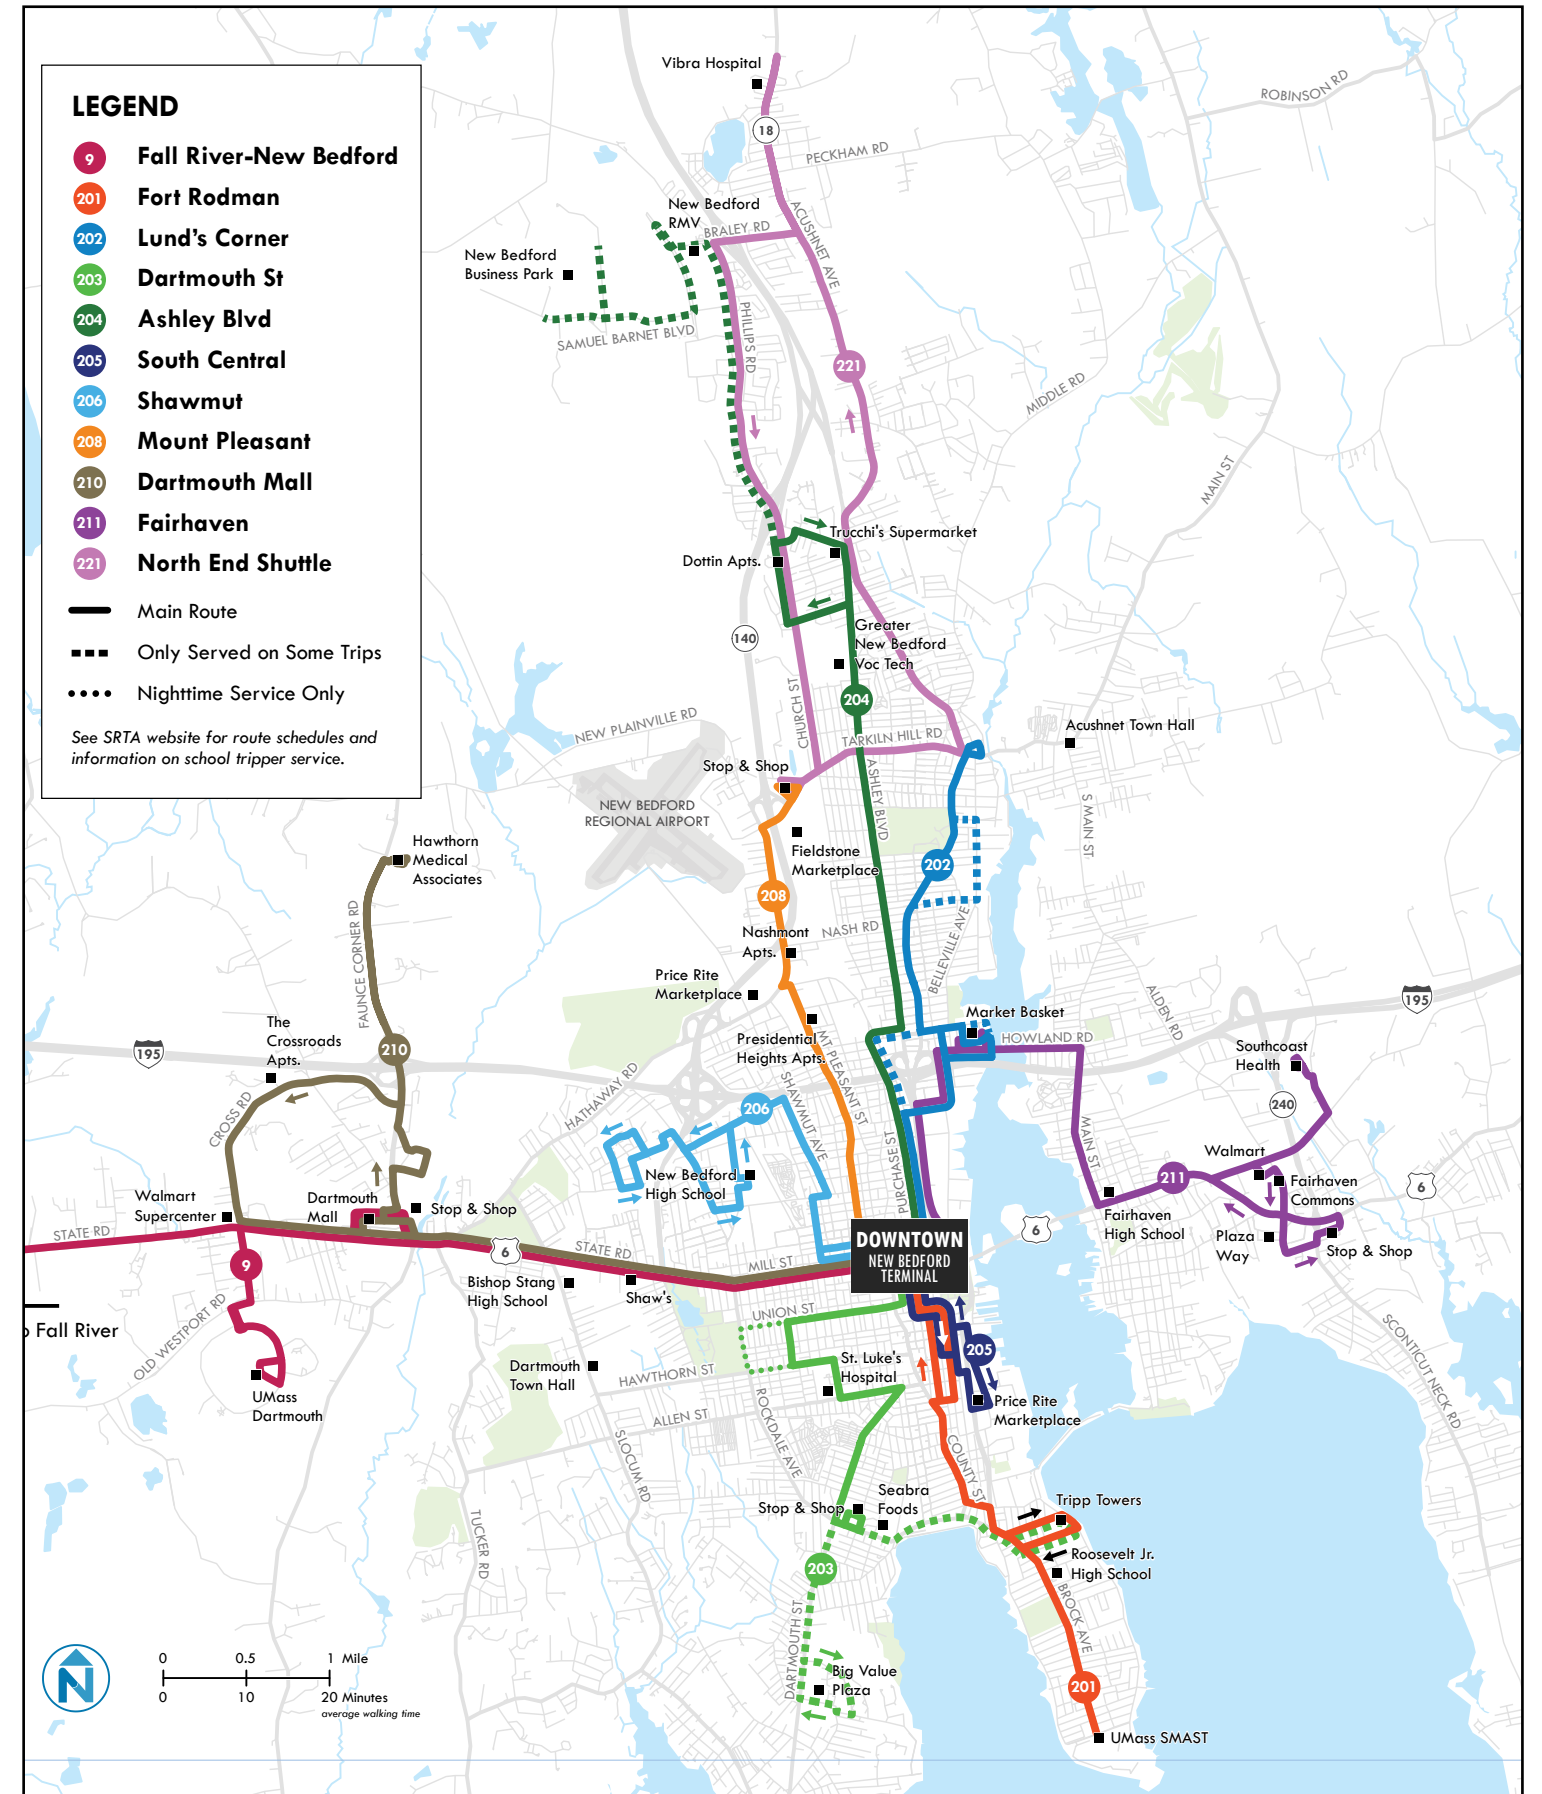 LEGEND
9 Fall River-New Bedford
201 Fort Rodman
202 Lund's Corner
203 Dartmouth St
204 Ashley Blvd
205 South Central
206 Shawmut
208 Mount Pleasant
210 Dartmouth Mall
211 Fairhaven
221 North End Shuttle
Main Route
Only Served on Some Trips
Nighttime Service Only
See SRTA website for route schedules and
information on school tripper service.
Vibra Hospital
18
PECKHAM RD
ROBINSON RD
New Bedford
RMV
BRALEY RD
ACUSHNET AVE
New Bedford
Business Park
SAMUEL BARNET BLVD
PHILLIPS RD
221
MIDDLE RD
MAIN ST
Trucchi's Supermarket
Dottin Apts.
140
Greater
New Bedford
Voc Tech
204
CHURCH ST
NEW PLAINVILLE RD
TARKILN HILL RD
Acushnet Town Hall
Stop & Shop
NEW BEDFORD
REGIONAL AIRPORT
ASHLEY BLVD
S MAIN ST
Fieldstone
Marketplace
202
208
Hawthorn
Medical
Associates
FAUNCE CORNER RD
Nashmont
Apts.
NASH RD
BELLEVILLE AVE
Price Rite
Marketplace
Presidential
Heights Apts.
MT PLEASANT ST
Market Basket
HOWLAND RD
ALDEN RD
195
Southcoast
Health
240
The
Crossroads
Apts.
195
210
CROSS RD
HATHAWAY RD
206
SHAWMUT AVE
PURCHASE ST
MAIN ST
Walmart
211
Fairhaven
Commons
6
New Bedford
High School
Fairhaven
High School
Plaza
Way
Stop & Shop
Walmart
Supercenter
Dartmouth
Mall
Stop & Shop
STATE RD
6
STATE RD
MILL ST
DOWNTOWN
NEW BEDFORD
TERMINAL
6
9
Bishop Stang
High School
Shaw's
UNION ST
Fall River
OLD WESTPORT RD
UMass
Dartmouth
Dartmouth
Town Hall
HAWTHORN ST
ALLEN ST
ROCKDALE AVE
SLOCUM RD
TUCKER RD
St. Luke's
Hospital
205
Price Rite
Marketplace
COUNTY ST
SCONTICUT NECK RD
Stop & Shop
Seabra
Foods
Tripp Towers
Roosevelt Jr.
High School
BROCK AVE
203
DARTMOUTH ST
Big Value
Plaza
201
UMass SMAST
N
0 0.5 1 Mile
0 10 20 Minutes
average walking time